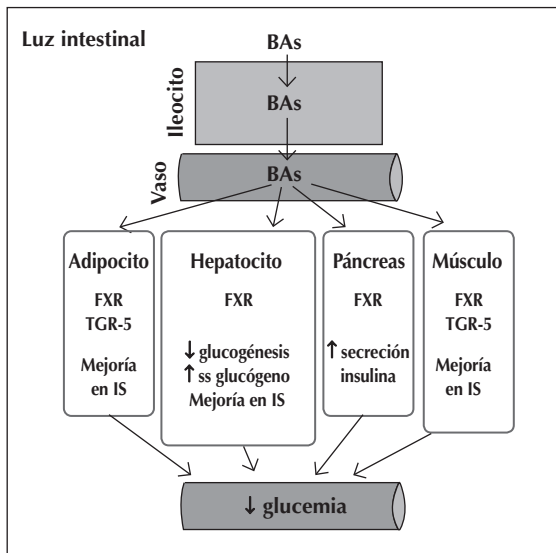 Luz intestinal
BAs
Ileocito
BAs
Vaso
BAs
Adipocito
FXR
TGR-5
Mejoría
en IS
Hepatocito
FXR
↓ glucogénesis
↑ ss glucógeno
Mejoría en IS
Páncreas
FXR
↑ secreción
insulina
Músculo
FXR
TGR-5
Mejoría
en IS
↓ glucemia